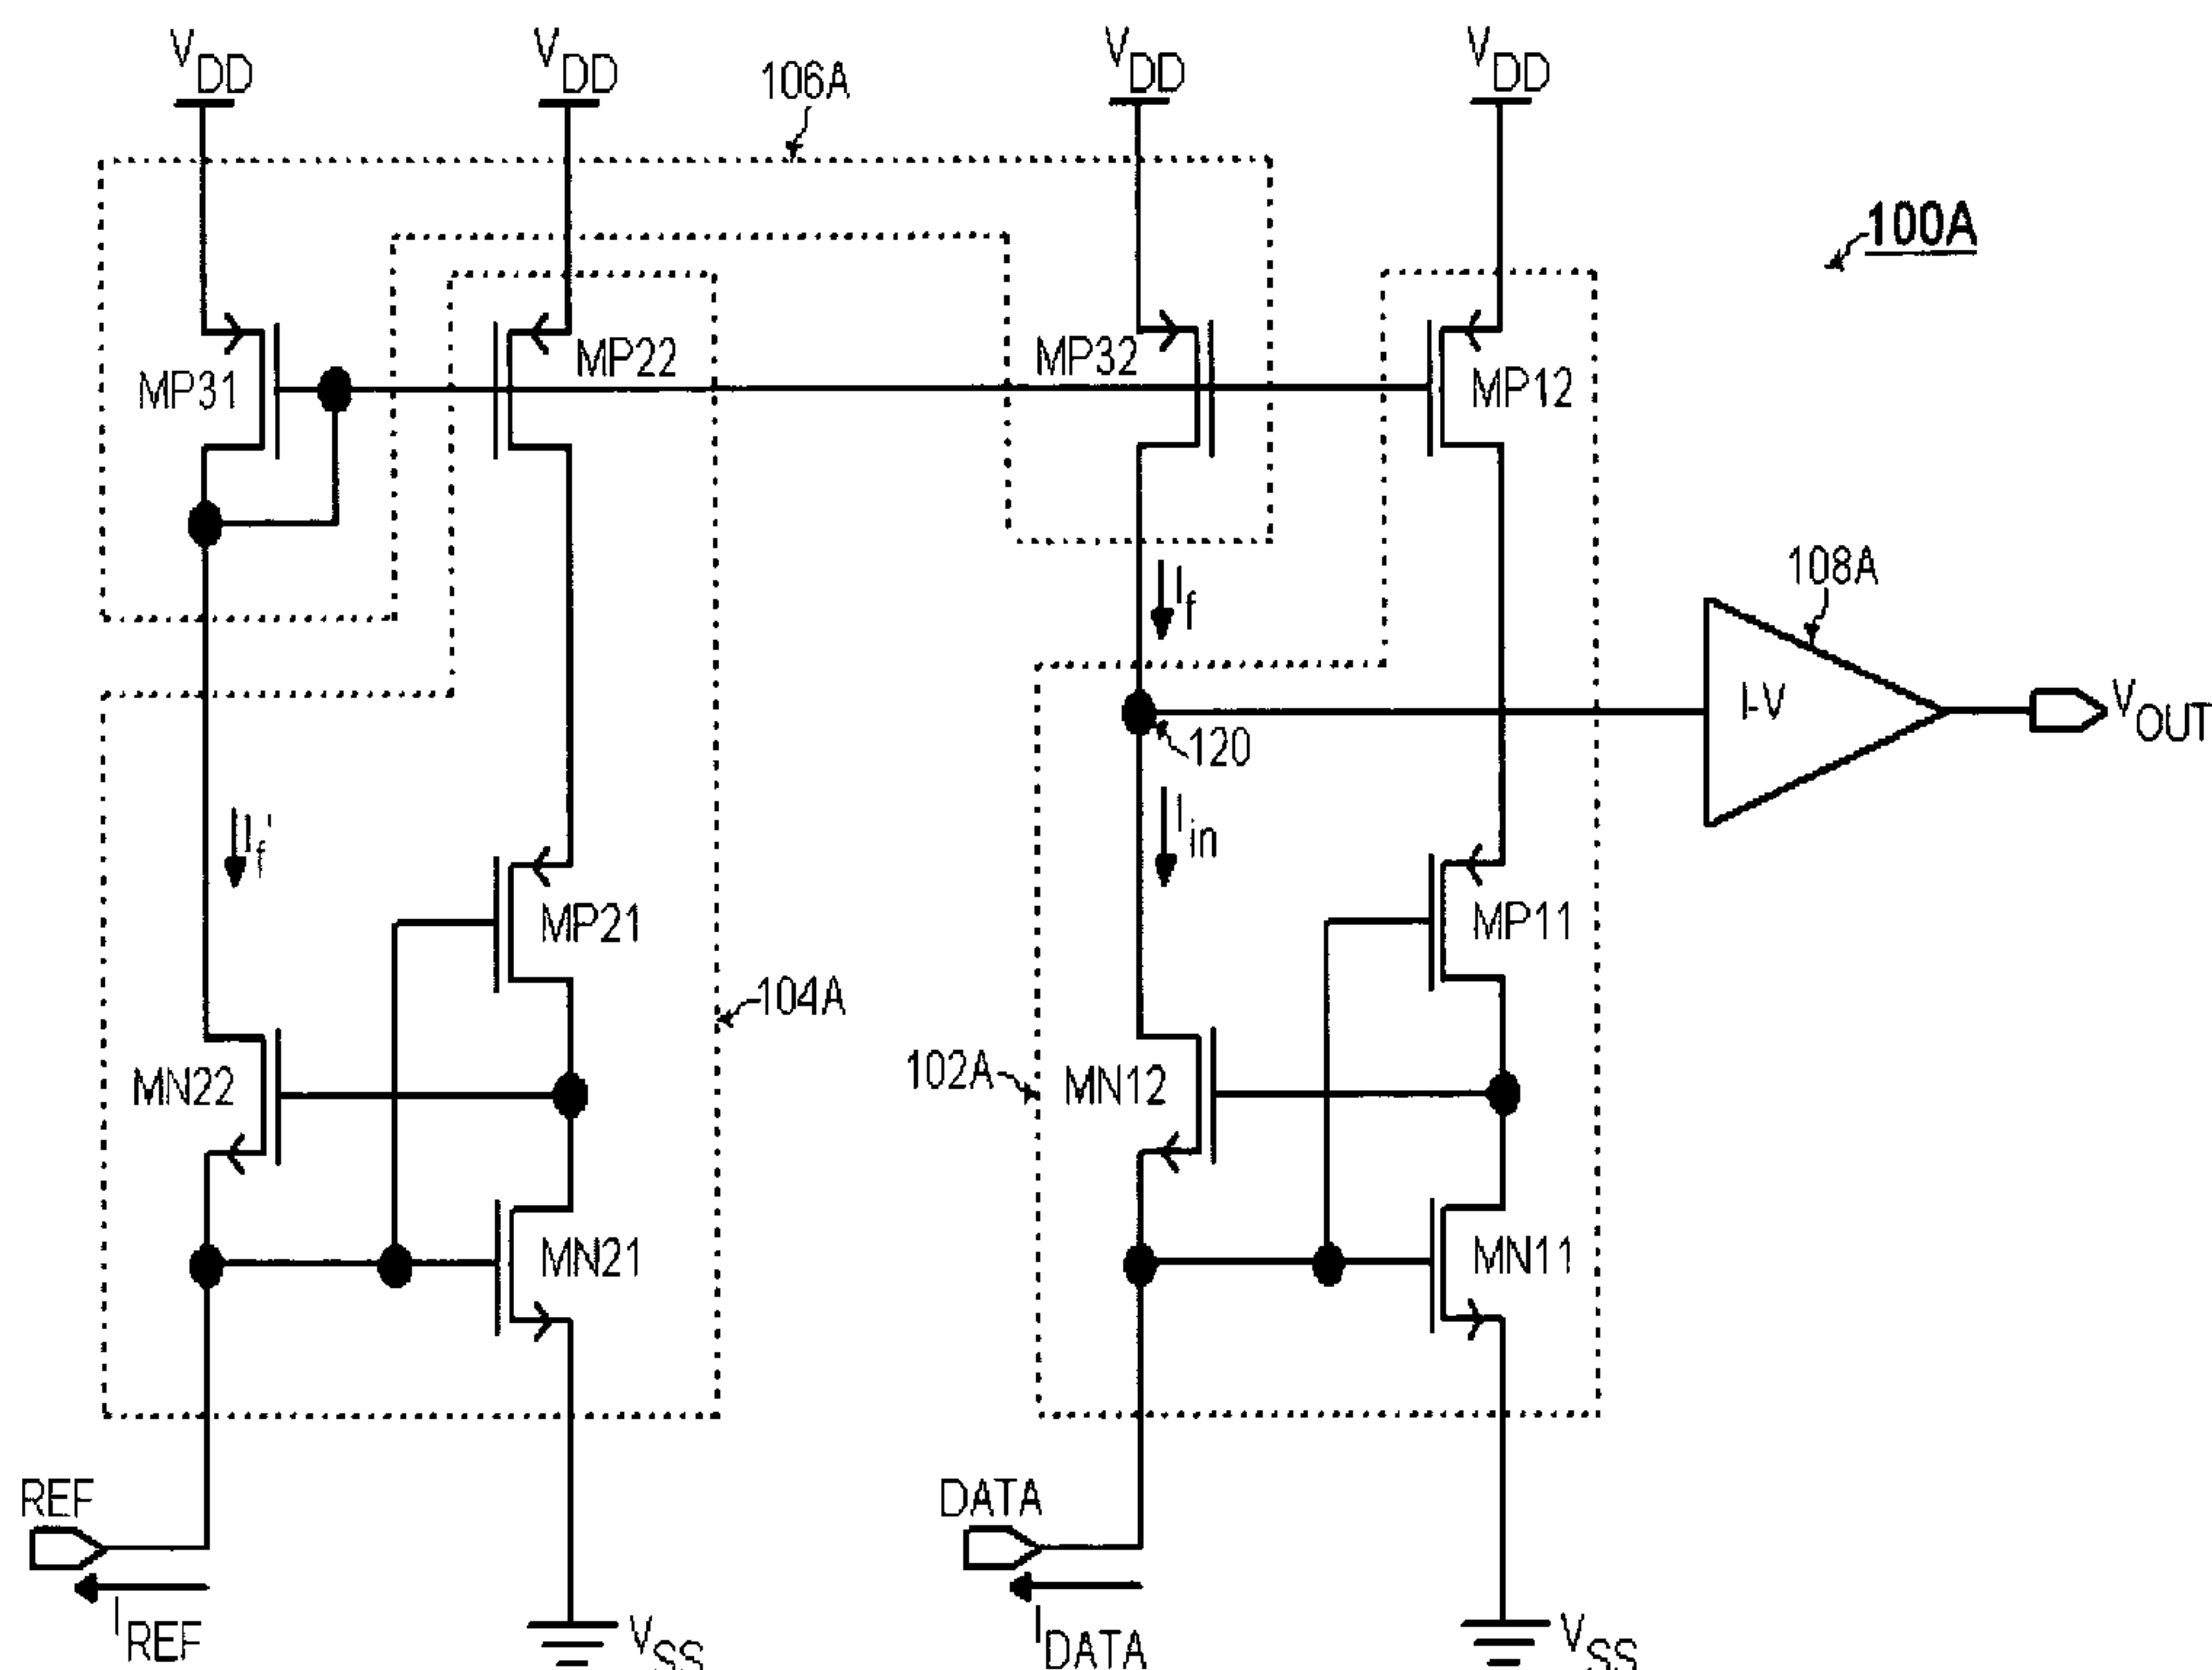 VDD
VDD
106A
VDD
VDD
100A
MP31
MP22
MP32
MP12
If
108A
I-V
VOUT
120
If'
Iin
MP21
MP11
104A
102A
MN22
MN12
MN21
MN11
REF
DATA
IREF
VSS
IDATA
VSS